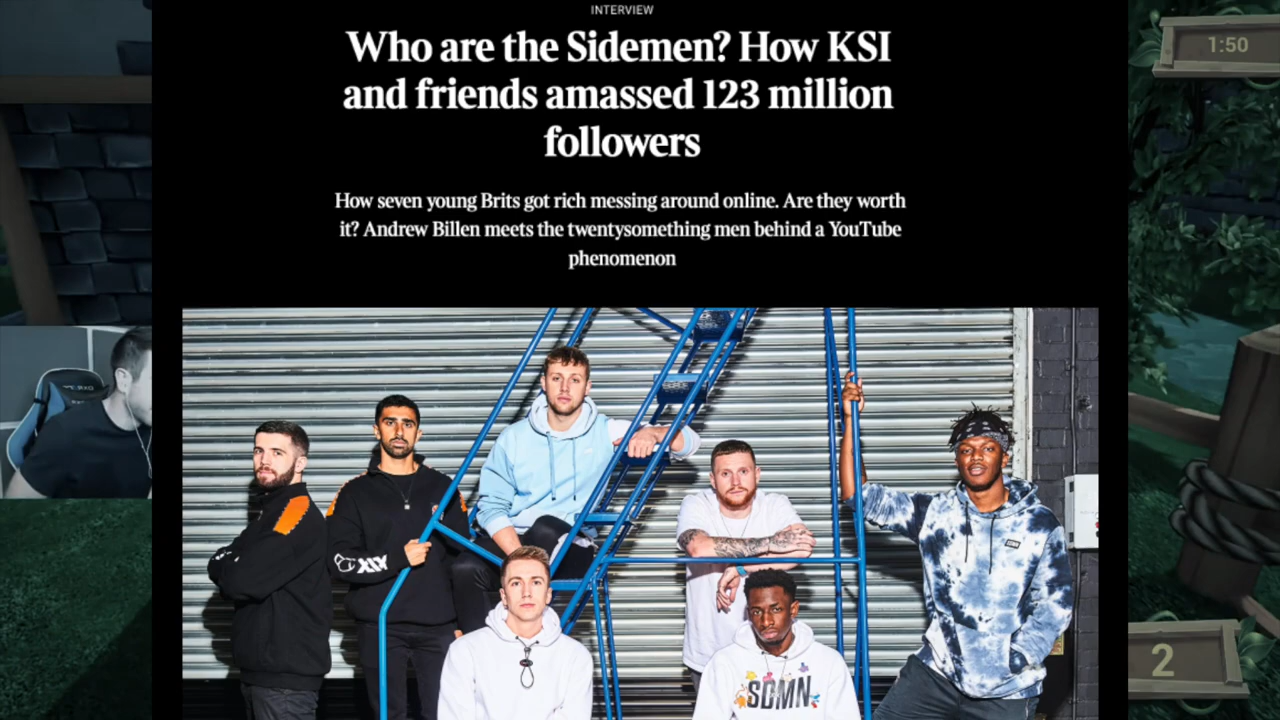 INTERVIEW
Who are the Sidemen? How KSI
and friends amassed 123 million
followers
How seven young Brits got rich messing around online. Are they worth
it? Andrew Billen meets the twentysomething men behind a YouTube
phenomenon
1:50
XIX
SDMN
2